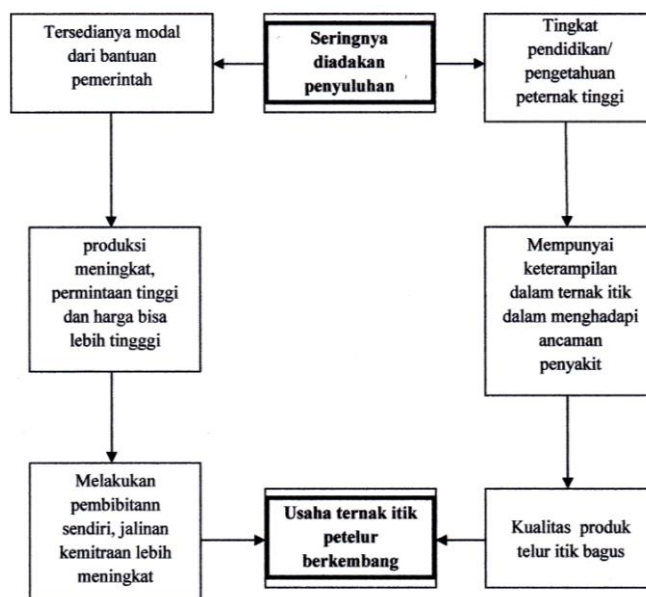 Tersedianya modal
dari bantuan
pemerintah
Seringnya
diadakan
penyuluhan
Tingkat
pendidikan/
pengetahuan
peternak tinggi
produksi
meningkat,
permintaan tinggi
dan harga bisa
lebih tingggi
Mempunyai
keterampilan
dalam ternak itik
dalam menghadapi
ancaman
penyakit
Melakukan
pembibitann
sendiri, jalinan
kemitraan lebih
meningkat
Usaha ternak itik
petelur
berkembang
Kualitas produk
telur itik bagus